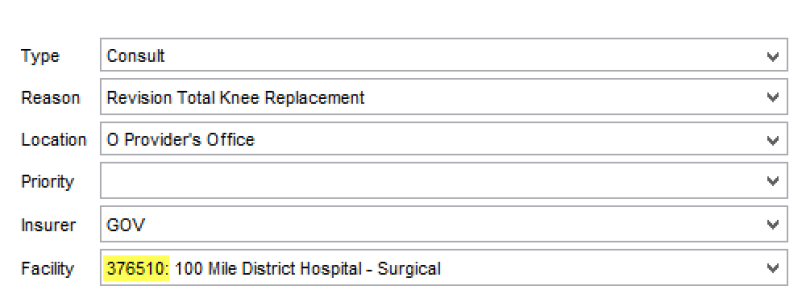 Type Consult
Reason Revision Total Knee Replacement
Location O Provider's Office
Priority
Insurer GOV
Facility 376510: 100 Mile District Hospital - Surgical